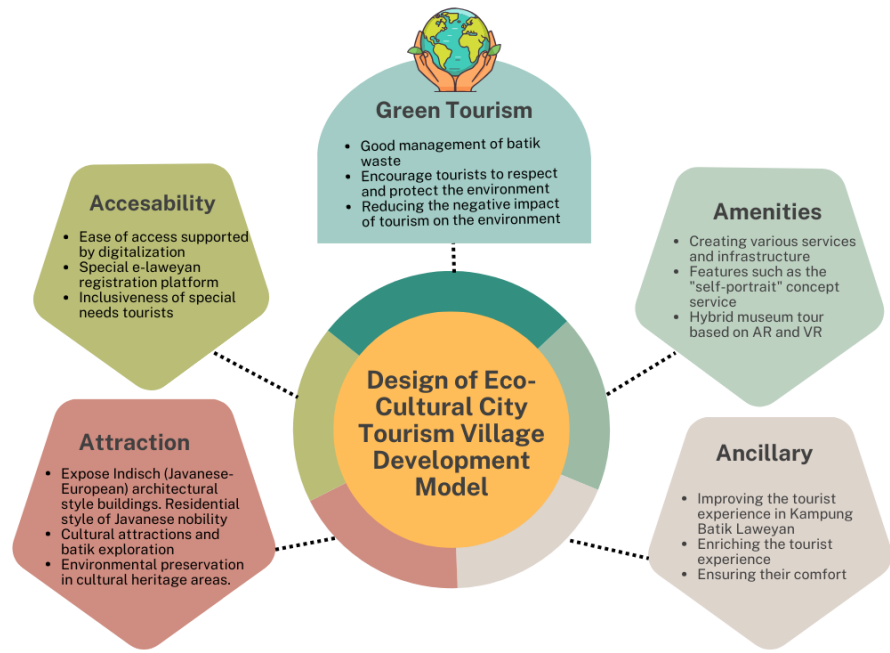 Green Tourism
• Good management of batik
waste
• Encourage tourists to respect
and protect the environment
• Reducing the negative impact
of tourism on the environment
Accesability
• Ease of access supported
by digitalization
• Special e-laweyan
registration platform
• Inclusiveness of special
needs tourists
Amenities
• Creating various services
and infrastructure
• Features such as the
"self-portrait" concept
service
• Hybrid museum tour
based on AR and VR
Design of Eco-
Cultural City
Tourism Village
Development
Model
Attraction
• Expose Indisch (Javanese-
European) architectural
style buildings. Residential
style of Javanese nobility
• Cultural attractions and
batik exploration
• Environmental preservation
in cultural heritage areas.
Ancillary
• Improving the tourist
experience in Kampung
Batik Laweyan
• Enriching the tourist
experience
• Ensuring their comfort